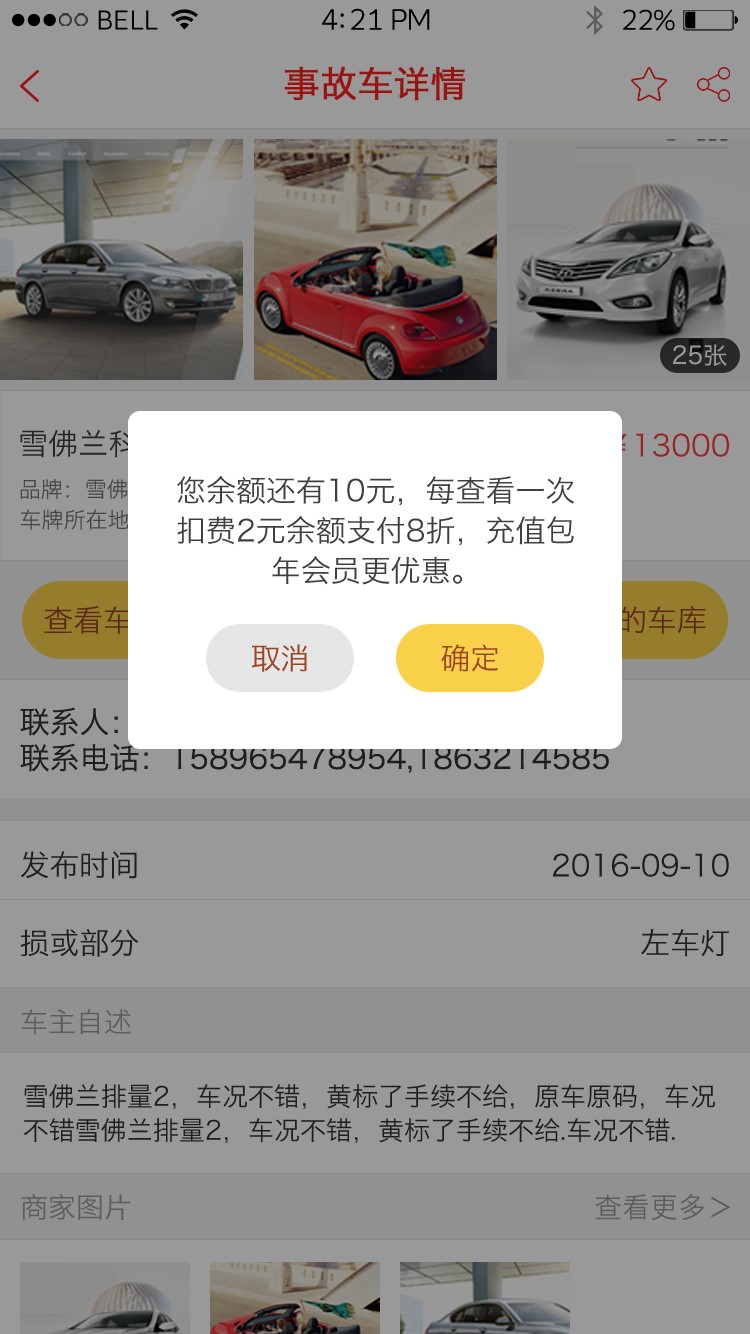 BELL 4:21 PM 22%
事故车详情
25张
雪佛兰科 ¥13000
品牌：雪佛
车牌所在地
您余额还有10元，每查看一次
扣费2元余额支付8折，充值包
年会员更优惠。
查看车 的车库
取消 确定
联系人：
联系电话：158965478954,1863214585
发布时间 2016-09-10
损或部分 左车灯
车主自述
雪佛兰排量2，车况不错，黄标了手续不给，原车原码，车况
不错雪佛兰排量2，车况不错，黄标了手续不给.车况不错.
商家图片 查看更多>